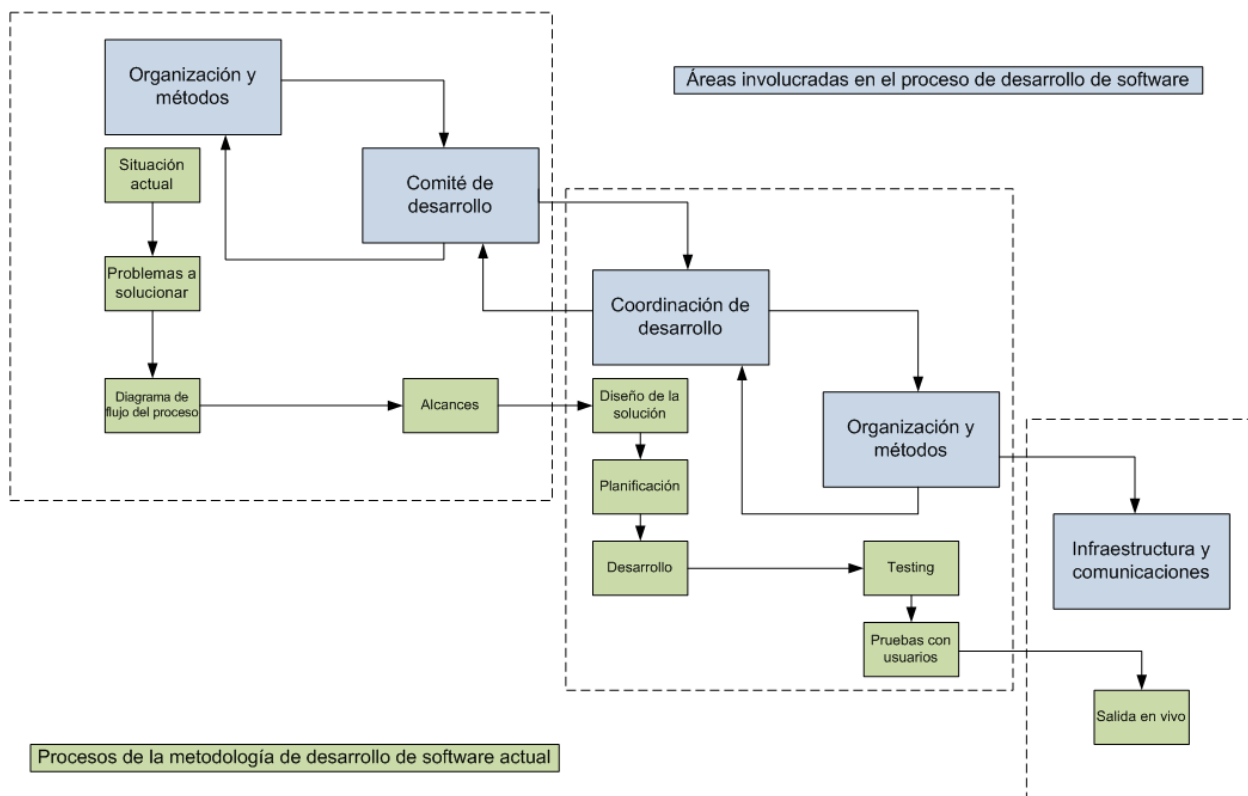 Organización y
métodos
Áreas involucradas en el proceso de desarrollo de software
Situación
actual
Comité de
desarrollo
Problemas a
solucionar
Coordinación de
desarrollo
Diagrama de
flujo del proceso
Alcances
Diseño de la
solución
Organización y
métodos
Planificación
Infraestructura y
comunicaciones
Desarrollo
Testing
Pruebas con
usuarios
Salida en vivo
Procesos de la metodología de desarrollo de software actual